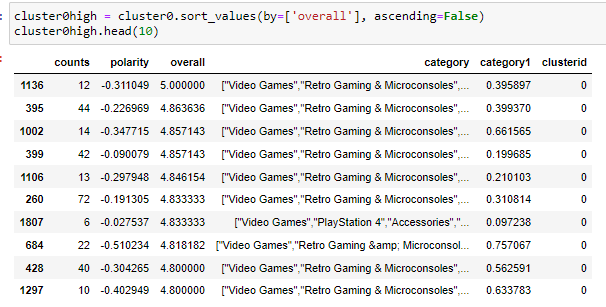 cluster0high = cluster0.sort_values(by=['overall'], ascending=False)
cluster0high.head(10)
counts polarity overall category category1 clusterid
1136 12 -0.311049 5.000000 ["Video Games","Retro Gaming & Microconsoles",... 0.395897 0
395 44 -0.226969 4.863636 ["Video Games","Retro Gaming & Microconsoles",... 0.399370 0
1002 14 -0.347715 4.857143 ["Video Games","Retro Gaming & Microconsoles",... 0.661565 0
399 42 -0.090079 4.857143 ["Video Games","Retro Gaming & Microconsoles",... 0.199685 0
1106 13 -0.297948 4.846154 ["Video Games","Retro Gaming & Microconsoles",... 0.210103 0
260 72 -0.191305 4.833333 ["Video Games","Retro Gaming & Microconsoles",... 0.310814 0
1807 6 -0.027537 4.833333 ["Video Games","PlayStation 4","Accessories","... 0.097238 0
684 22 -0.510234 4.818182 ["Video Games","Retro Gaming &amp; Microconsol... 0.757067 0
428 40 -0.304265 4.800000 ["Video Games","Retro Gaming & Microconsoles",... 0.562591 0
1297 10 -0.402949 4.800000 ["Video Games","Retro Gaming & Microconsoles",... 0.633783 0